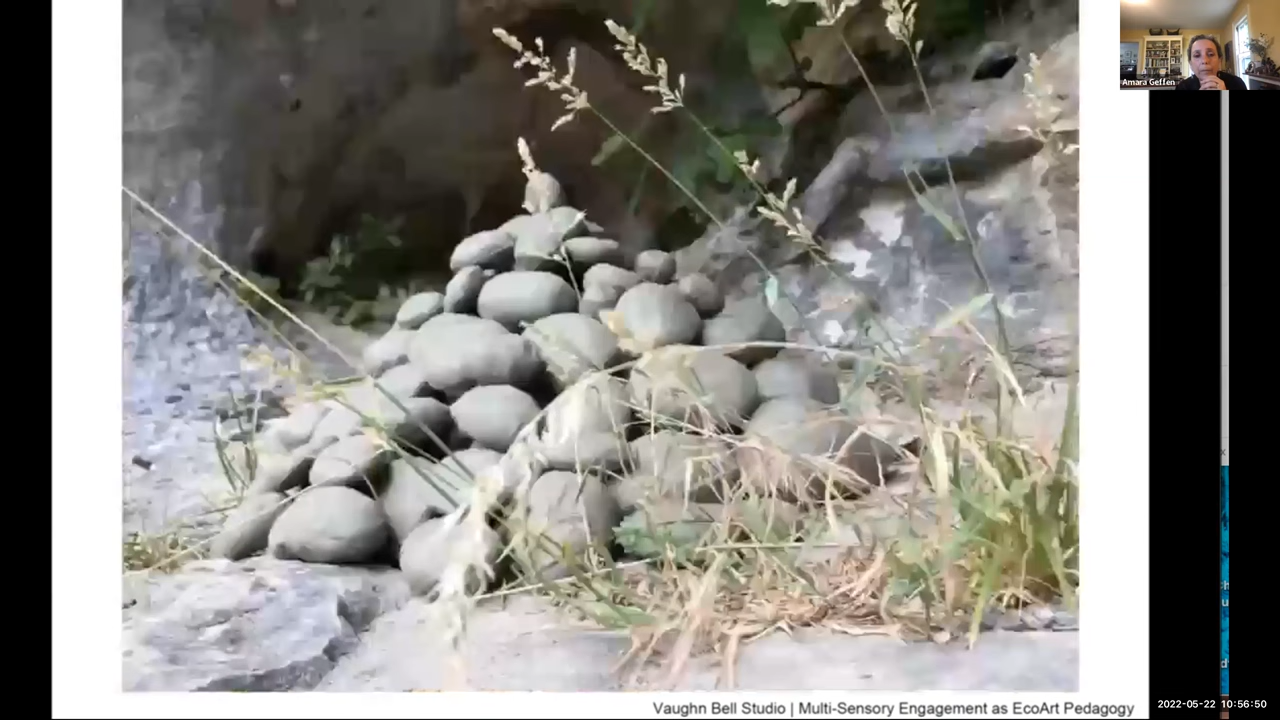 Amara Geffen
Vaughn Bell Studio | Multi-Sensory Engagement as EcoArt Pedagogy
2022-05-22 10:56:50